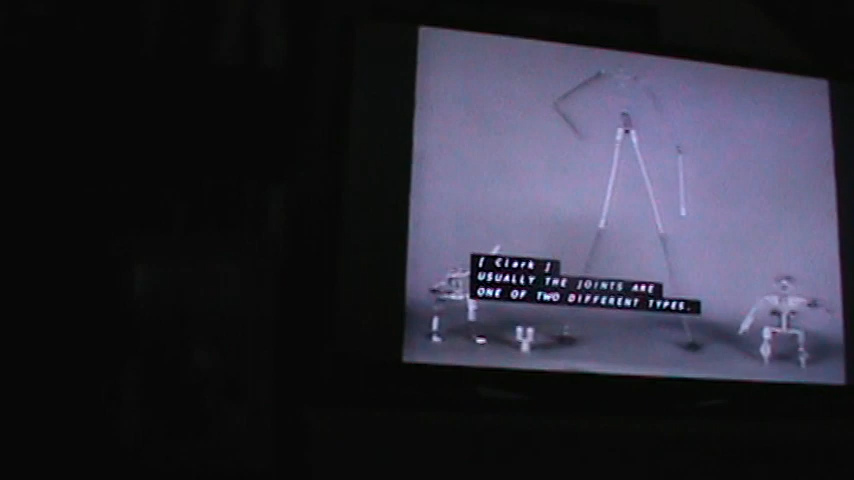 [ Clark ]
USUALLY THE JOINTS ARE
ONE OF TWO DIFFERENT TYPES.